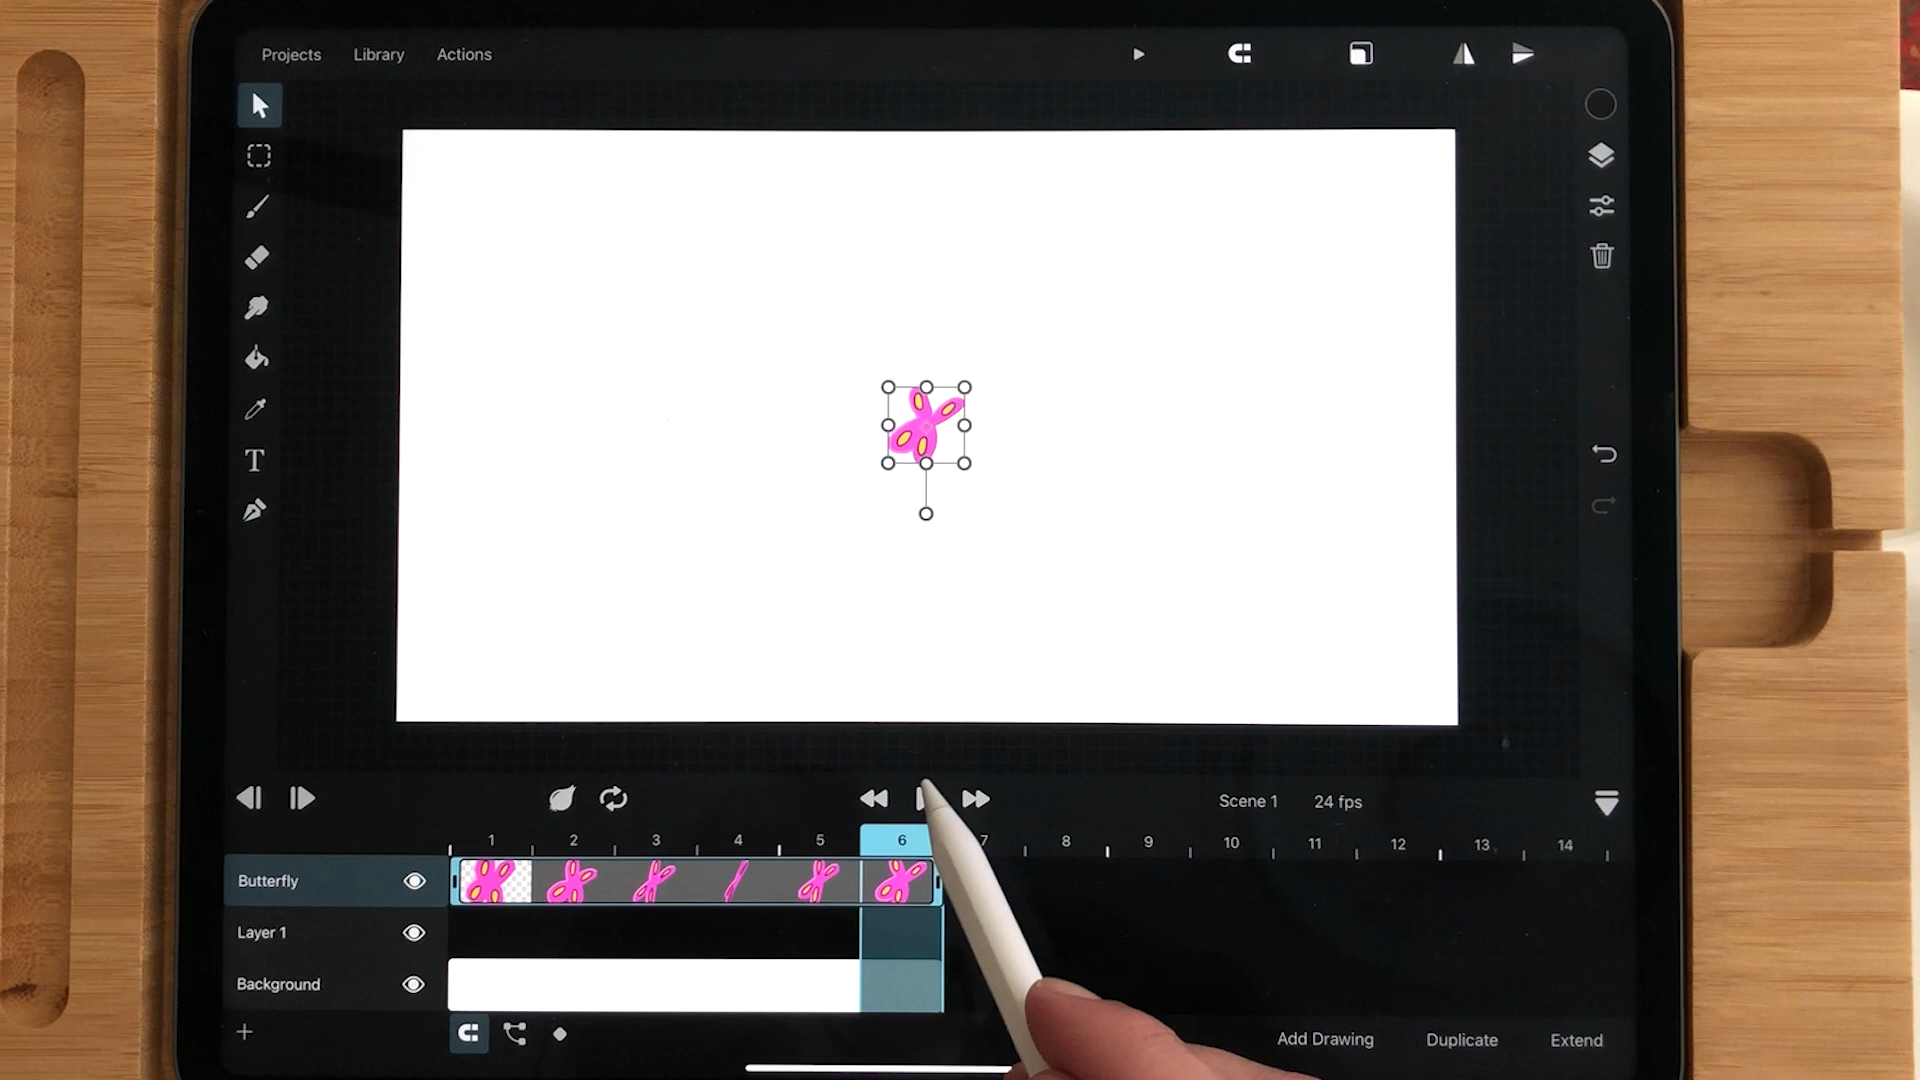 Projects Library Actions
T
Scene 1 24 fps
1 2 3 4 5 6 7 8 9 10 11 12 13 14
Butterfly
Layer 1
Background
Add Drawing Duplicate Extend